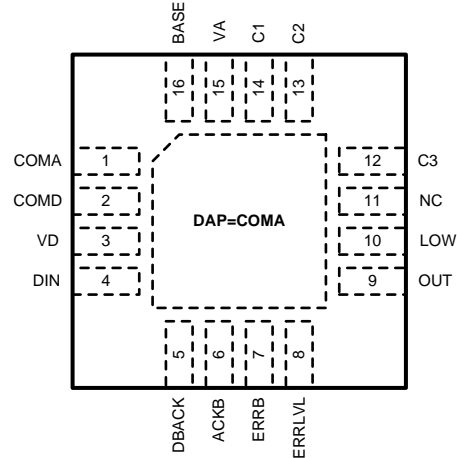 BASE
VA
C1
C2
16
15
14
13
COMA
1
12
C3
COMD
2
11
NC
DAP=COMA
VD
3
10
LOW
DIN
4
9
OUT
5
6
7
8
DBACK
ACKB
ERRB
ERRLVL